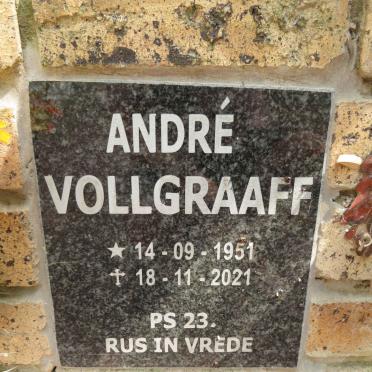 ANDRÉ
VOLLGRAAFF
★ 14 - 09 - 1951
✝ 18 - 11 - 2021
PS 23.
RUS IN VREDE